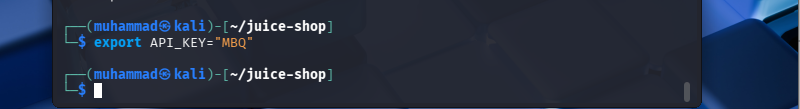 ┌──(muhammad㉿kali)-[~/juice-shop]
└─$ export API_KEY="MBQ"
┌──(muhammad㉿kali)-[~/juice-shop]
└─$